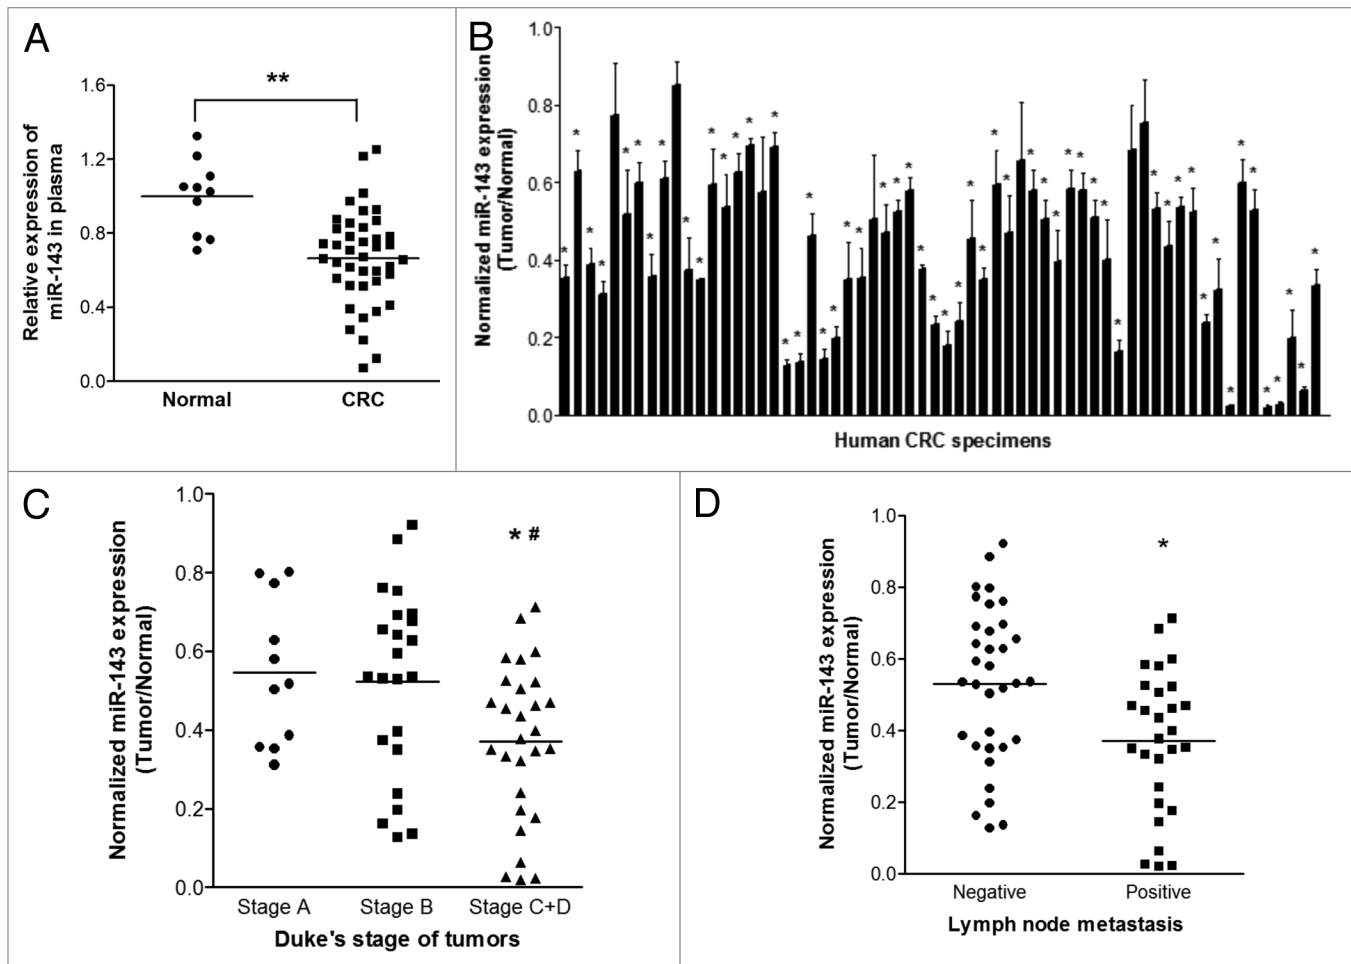 A
**
1.6
1.2
0.8
0.4
0.0
Relative expression of
miR-143 in plasma
Normal CRC
B
1.0
0.8
0.6
0.4
0.2
0.0
Normalized miR-143 expression
(Tumor/Normal)
* * * * * * * * * * * * * * * * * * * * * * * * * * * * * * * * * * * * * * * * * * * * * * * * * * * * * *
Human CRC specimens
C
1.0
0.8
0.6
0.4
0.2
0.0
Normalized miR-143 expression
(Tumor/Normal)
* #
Stage A Stage B Stage C+D
Duke's stage of tumors
D
1.0
0.8
0.6
0.4
0.2
0.0
Normalized miR-143 expression
(Tumor/Normal)
*
Negative Positive
Lymph node metastasis